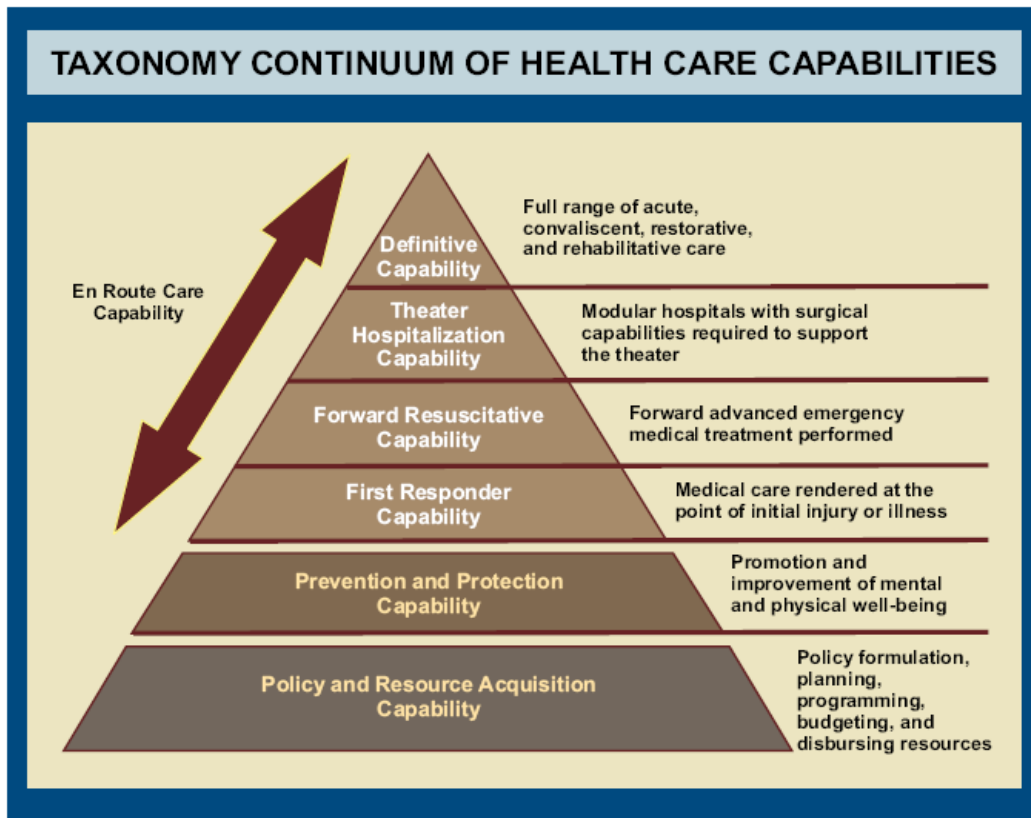 TAXONOMY CONTINUUM OF HEALTH CARE CAPABILITIES
En Route Care
Capability
Definitive
Capability
Full range of acute,
convaliscent, restorative,
and rehabilitative care
Theater
Hospitalization
Capability
Modular hospitals with surgical
capabilities required to support
the theater
Forward Resuscitative
Capability
Forward advanced emergency
medical treatment performed
First Responder
Capability
Medical care rendered at the
point of initial injury or illness
Prevention and Protection
Capability
Promotion and
improvement of mental
and physical well-being
Policy and Resource Acquisition
Capability
Policy formulation,
planning,
programming,
budgeting, and
disbursing resources